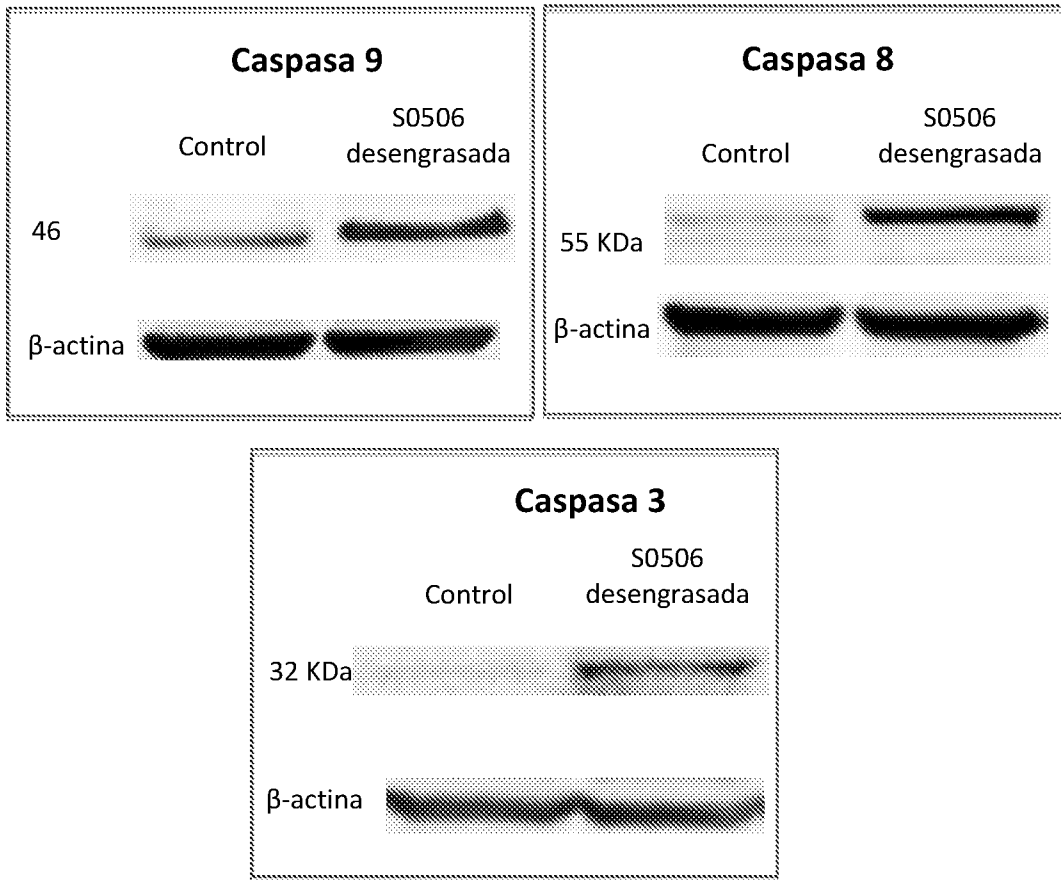 Caspasa 9
Control
S0506
desengrasada
46
β-actina
Caspasa 8
Control
S0506
desengrasada
55 KDa
β-actina
Caspasa 3
Control
S0506
desengrasada
32 KDa
β-actina